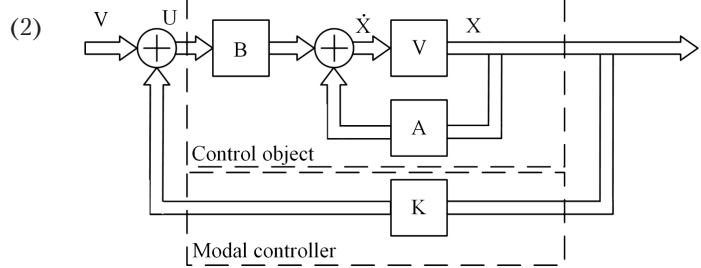 (2)
V
U
Ẋ
X
B
V
A
Control object
K
Modal controller